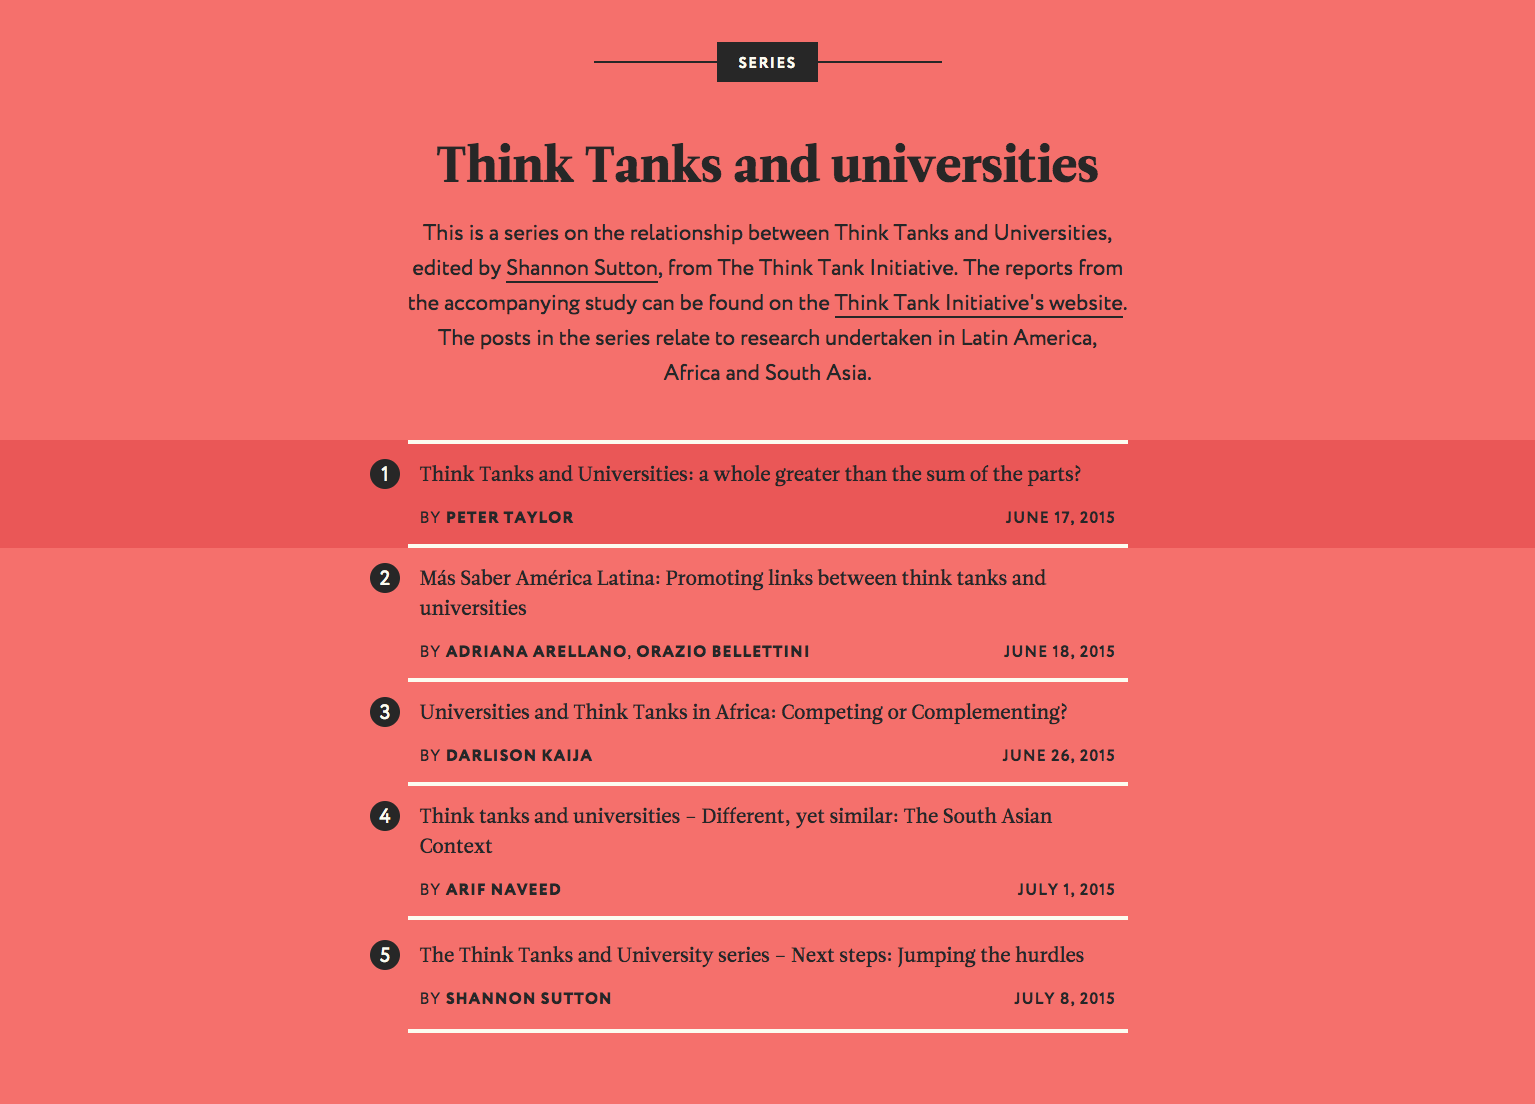 SERIES
Think Tanks and universities
This is a series on the relationship between Think Tanks and Universities,
edited by Shannon Sutton, from The Think Tank Initiative. The reports from
the accompanying study can be found on the Think Tank Initiative's website.
The posts in the series relate to research undertaken in Latin America,
Africa and South Asia.
1 Think Tanks and Universities: a whole greater than the sum of the parts?
BY PETER TAYLOR JUNE 17, 2015
2 Más Saber América Latina: Promoting links between think tanks and
universities
BY ADRIANA ARELLANO, ORAZIO BELLETTINI JUNE 18, 2015
3 Universities and Think Tanks in Africa: Competing or Complementing?
BY DARLISON KAIJA JUNE 26, 2015
4 Think tanks and universities – Different, yet similar: The South Asian
Context
BY ARIF NAVEED JULY 1, 2015
5 The Think Tanks and University series – Next steps: Jumping the hurdles
BY SHANNON SUTTON JULY 8, 2015